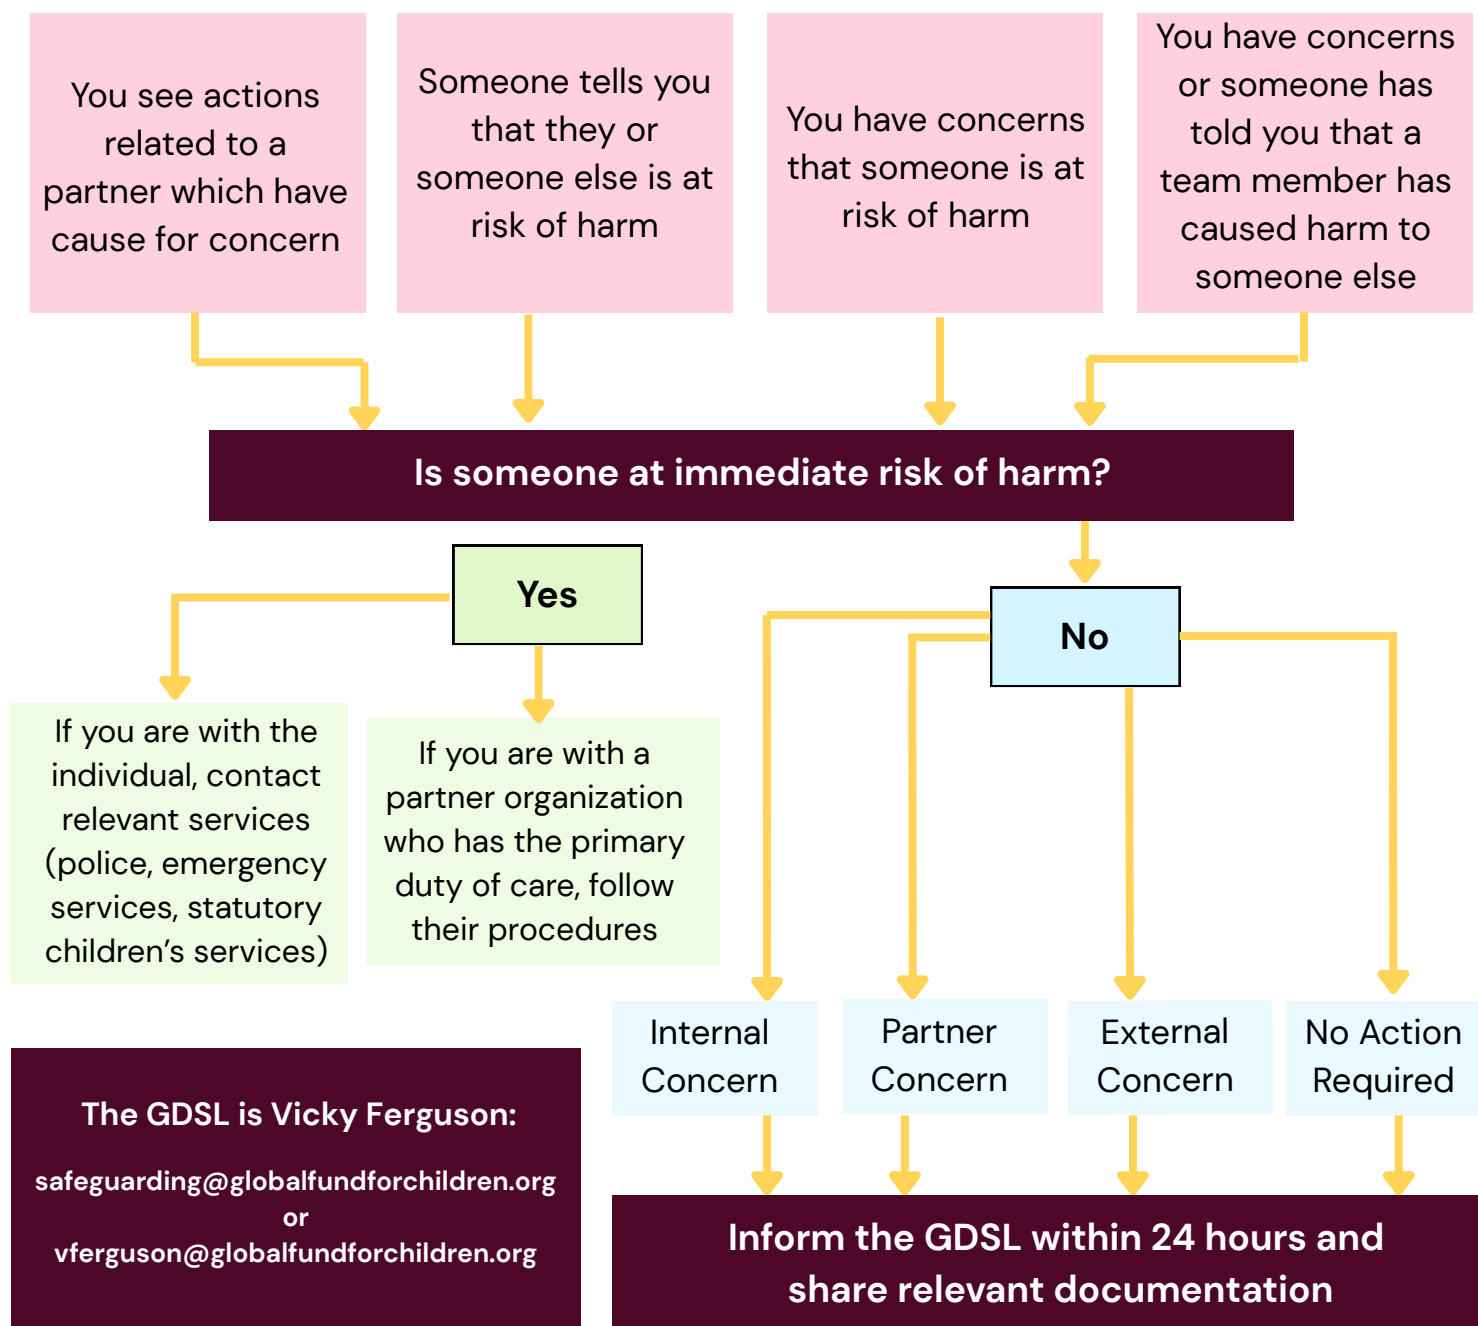 You see actions
related to a
partner which have
cause for concern
Someone tells you
that they or
someone else is at
risk of harm
You have concerns
that someone is at
risk of harm
You have concerns
or someone has
told you that a
team member has
caused harm to
someone else
Is someone at immediate risk of harm?
Yes
No
If you are with the
individual, contact
relevant services
(police, emergency
services, statutory
children’s services)
If you are with a
partner organization
who has the primary
duty of care, follow
their procedures
Internal
Concern
Partner
Concern
External
Concern
No Action
Required
The GDSL is Vicky Ferguson:
safeguarding@globalfundforchildren.org
or
vferguson@globalfundforchildren.org
Inform the GDSL within 24 hours and
share relevant documentation